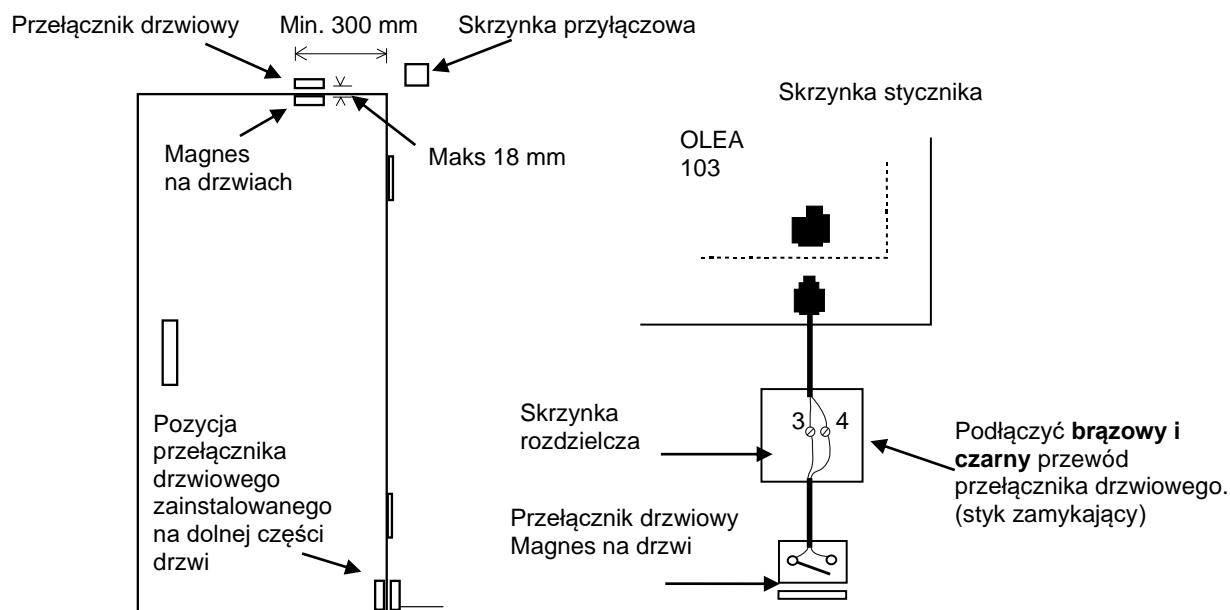 Przełącznik drzwiowy
Min. 300 mm
Skrzynka przyłączowa
Magnes
na drzwiach
Maks 18 mm
Pozycja
przełącznika
drzwiowego
zainstalowanego
na dolnej części
drzwi
Skrzynka stycznika
OLEA
103
Skrzynka
rozdzielcza
3
4
Podłączyć brązowy i
czarny przewód
przełącznika drzwiowego.
(styk zamykający)
Przełącznik drzwiowy
Magnes na drzwi